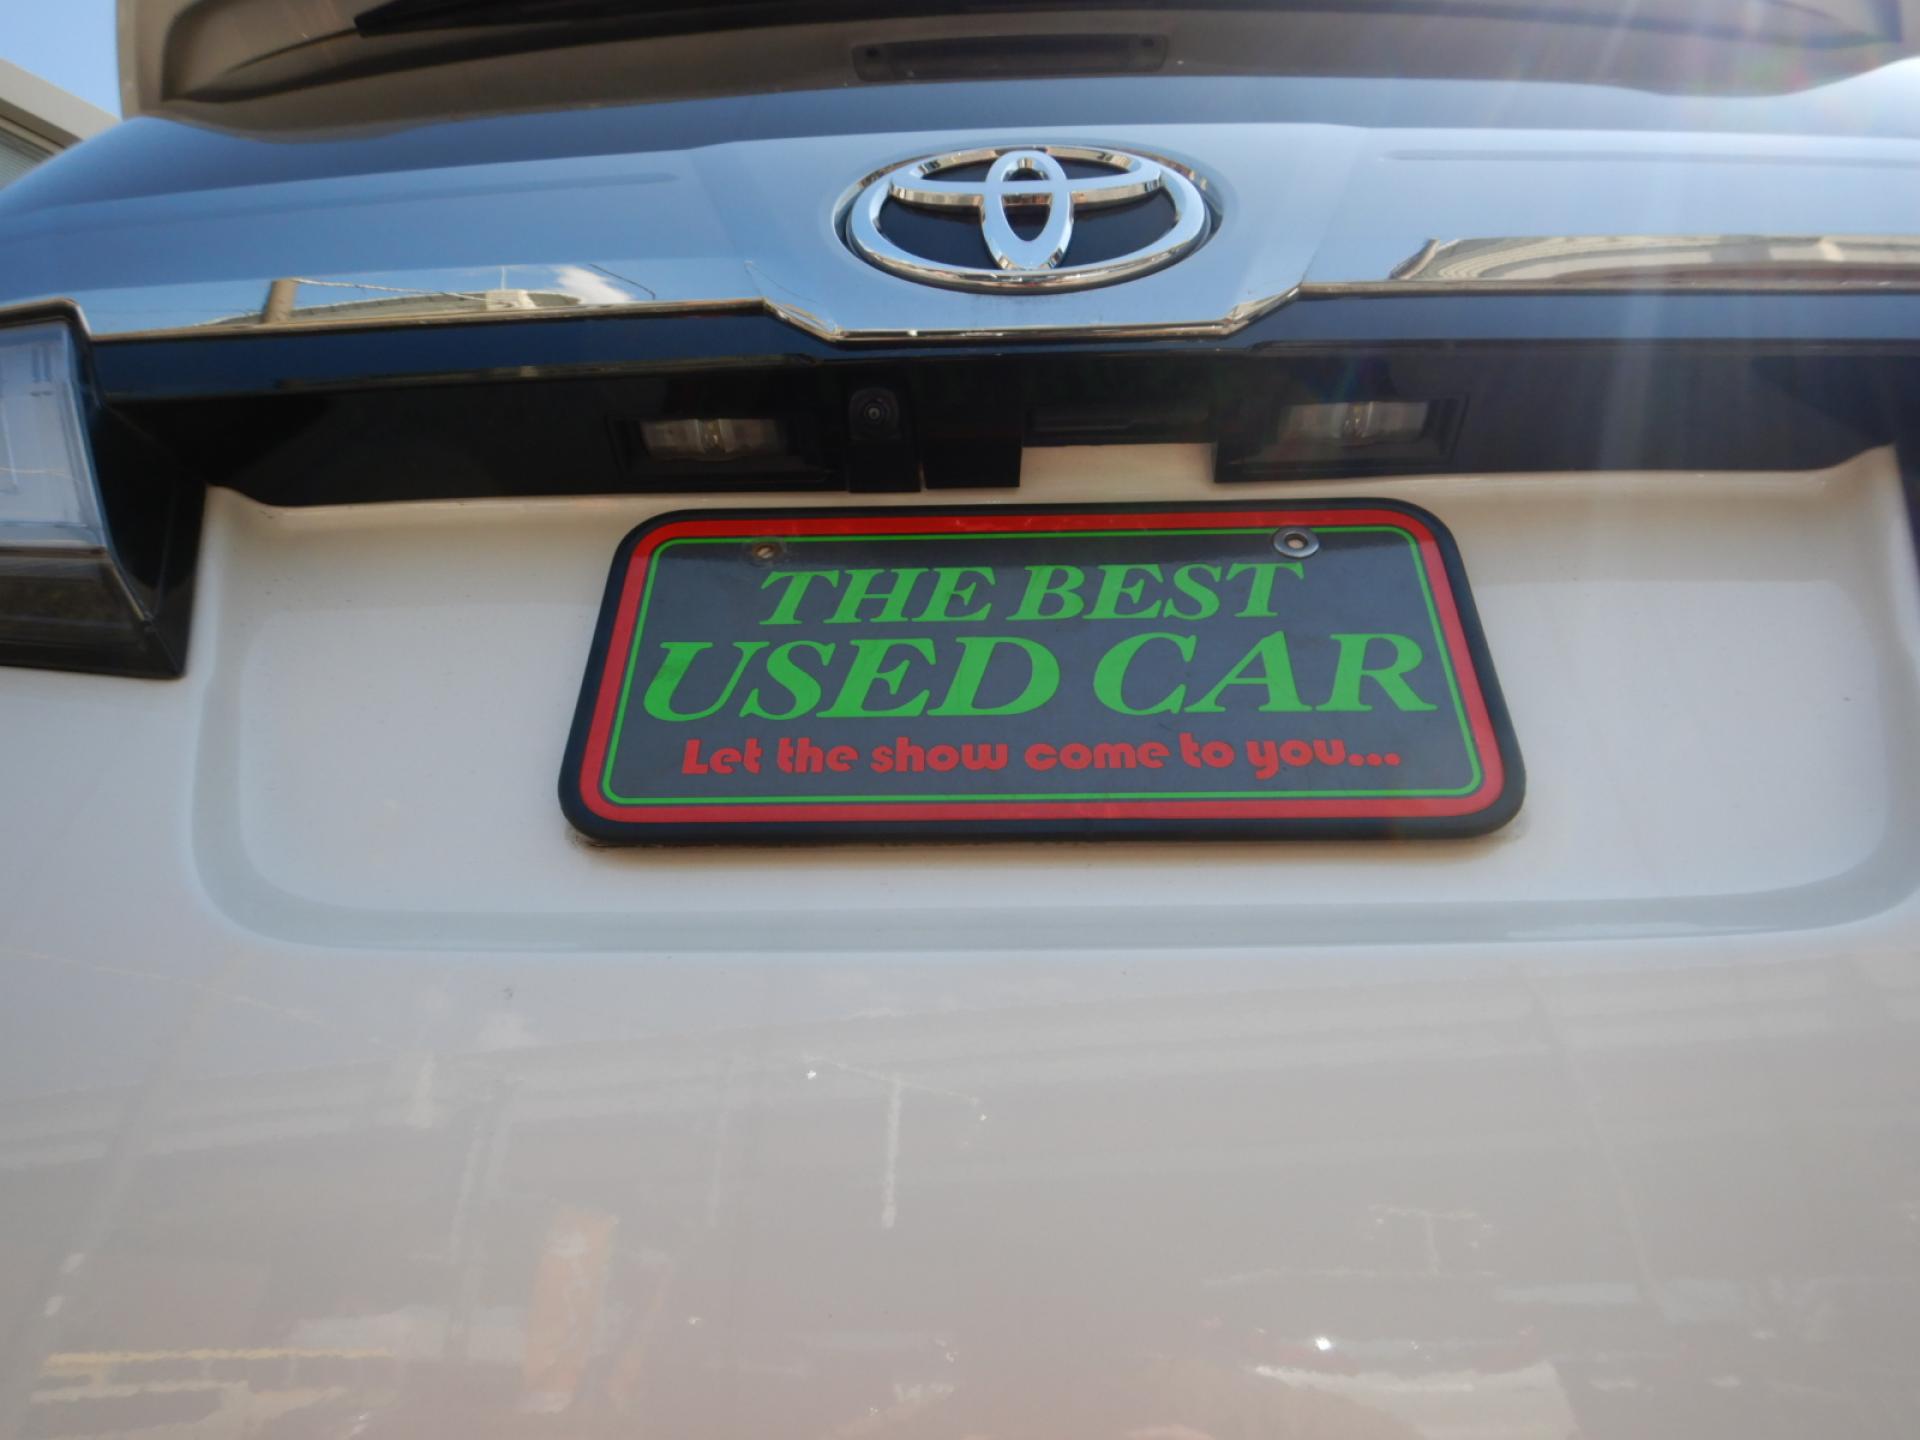 THE BEST
USED CAR
Let the show come to you...